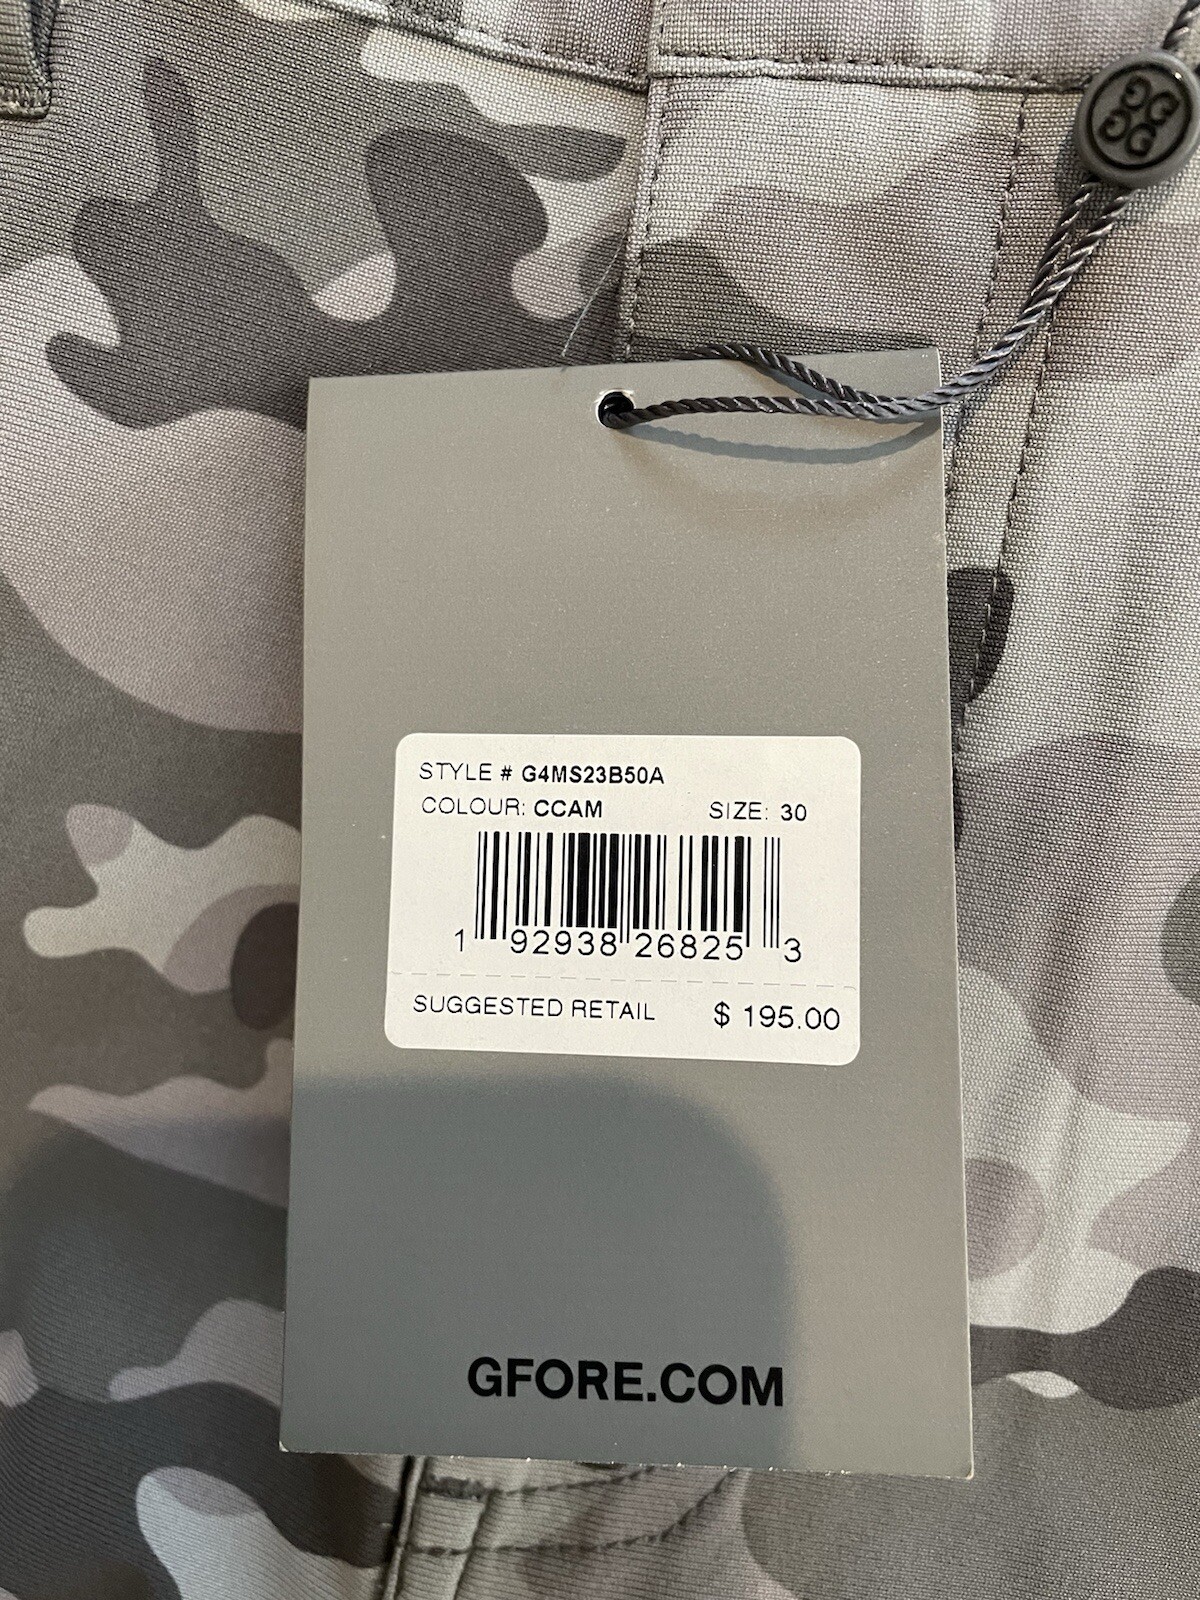 STYLE # G4MS23B50A
COLOUR: CCAM SIZE: 30
1 92938 26825 3
SUGGESTED RETAIL $ 195.00
GFORE.COM